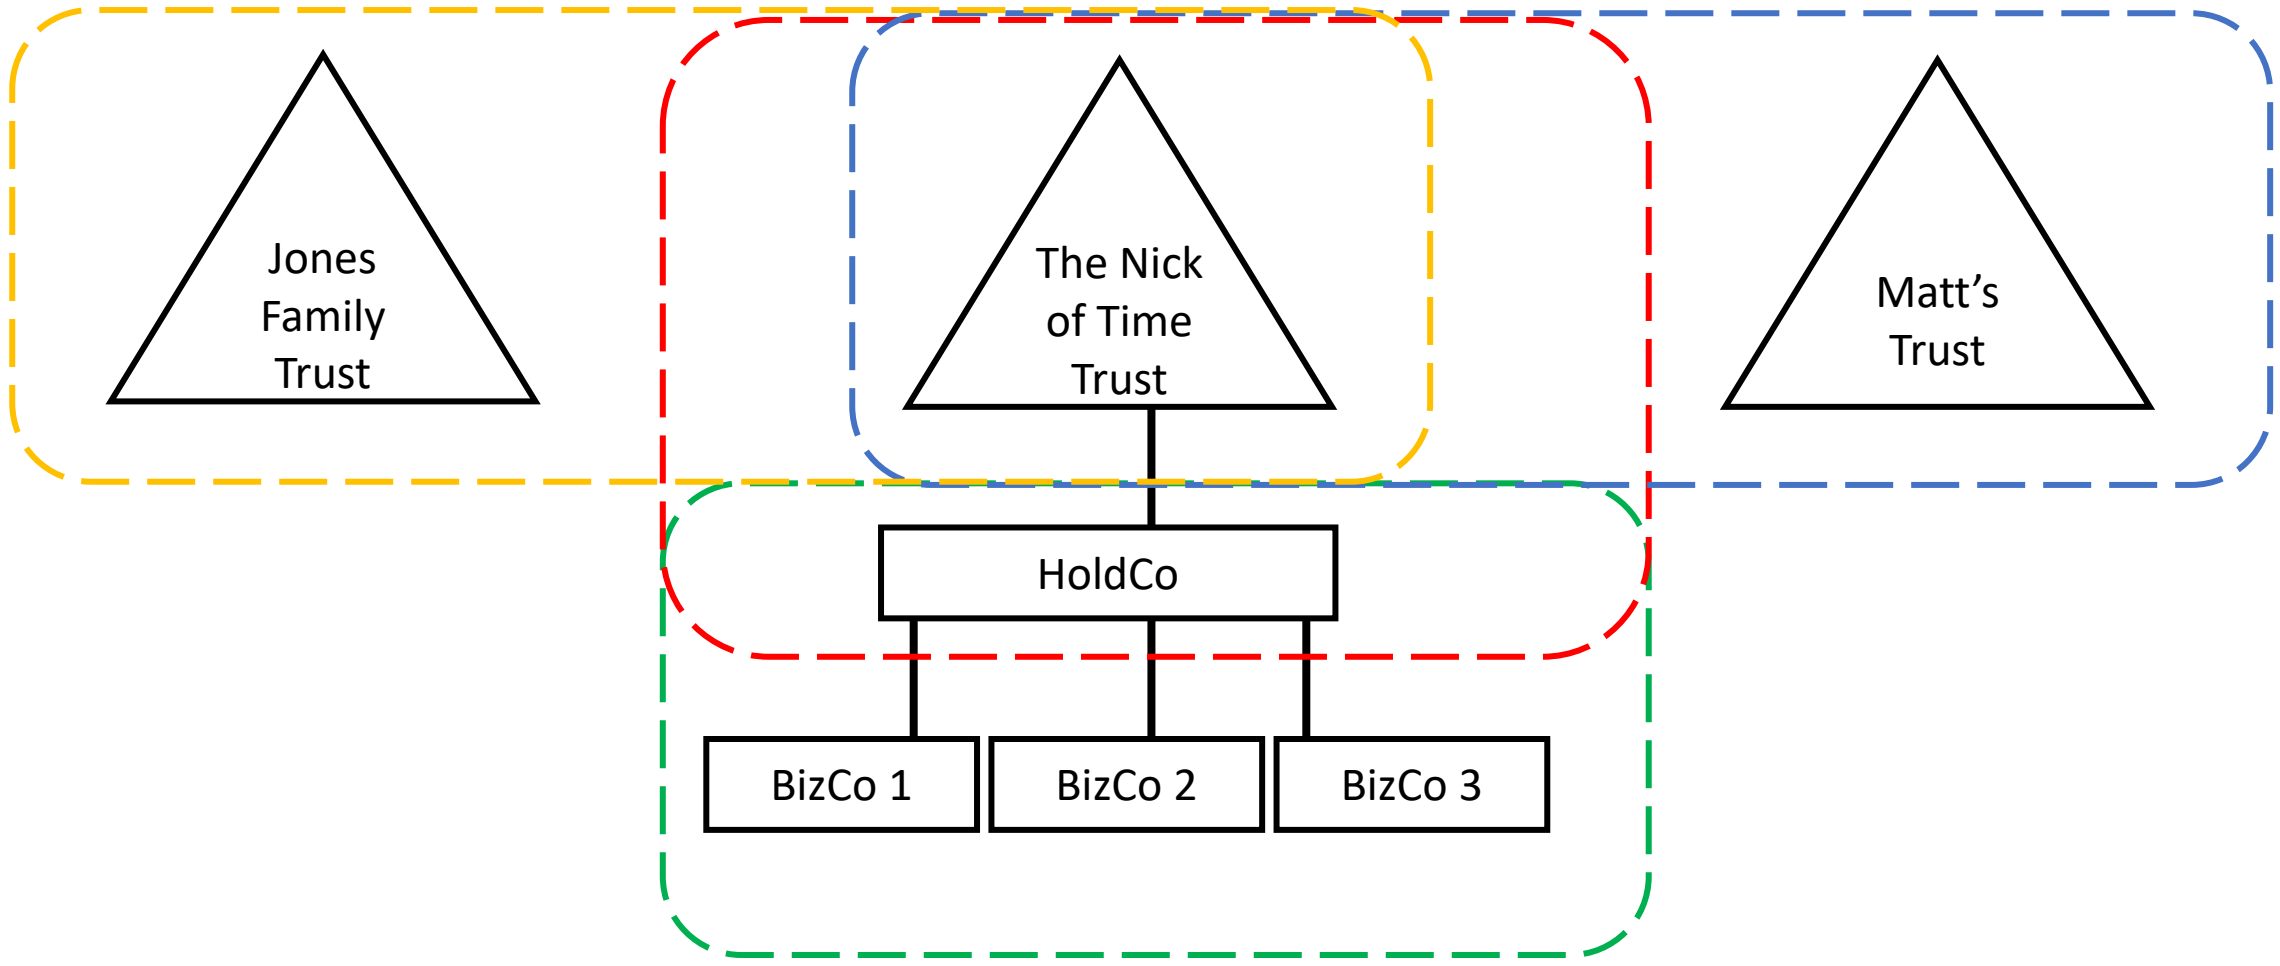 Jones
Family
Trust
The Nick
of Time
Trust
Matt’s
Trust
HoldCo
BizCo 1
BizCo 2
BizCo 3